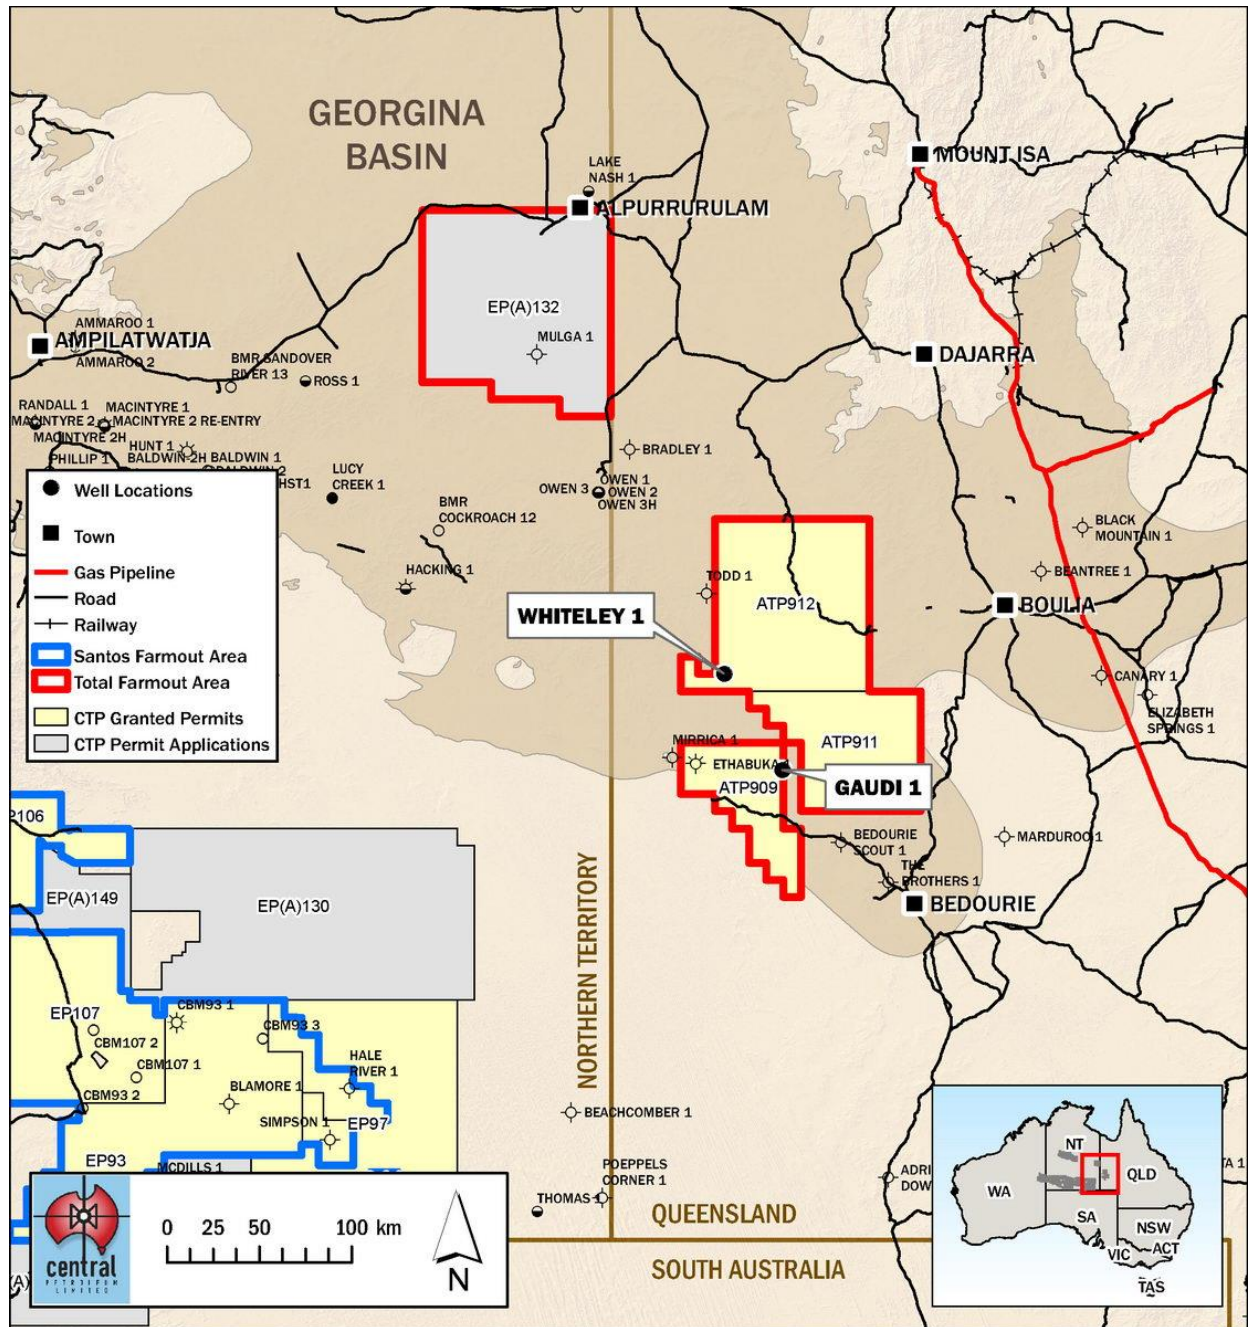 GEORGINA
BASIN
LAKE
NASH 1
MOUNT ISA
ALPURRURULAM
EP(A)132
MULGA 1
AMMAROO 1
AMPILATWATJA
AMMAROO 2
BMR SANDOVER
RIVER 13
ROSS 1
DAJARRA
RANDALL 1
MACINTYRE 1
MACINTYRE 2
MACINTYRE 2 RE-ENTRY
MACINTYRE 2H
HUNT 1
PHILLIP 1
BALDWIN-2H
BALDWIN 1
HST1
LUCY
CREEK 1
BRADLEY 1
OWEN 1
OWEN 3
OWEN 2
OWEN 3H
BMR
COCKROACH 12
HACKING 1
BLACK
MOUNTAIN 1
BEANTREE 1
TODD 1
ATP912
BOULIA
WHITELEY 1
CANARY 1
ELIZABETH
SPRINGS 1
Well Locations
Town
Gas Pipeline
Road
Railway
Santos Farmout Area
Total Farmout Area
CTP Granted Permits
CTP Permit Applications
MIRRICA 1
ATP911
ETHABUKA 1
ATP909
GAUDI 1
BEDOURIE
SCOUT 1
MARDUROO 1
THE
BROTHERS 1
BEDOURIE
EP(A)149
EP(A)130
NORTHERN TERRITORY
EP107
CBM93 1
CBM93 3
CBM107 2
CBM107 1
CBM93 2
HALE
RIVER 1
BLAMORE 1
SIMPSON 1
EP97
EP93
MCDILLS 1
BEACHCOMBER 1
POEPPELS
CORNER 1
THOMAS 1
ADRI
DOW
QUEENSLAND
SOUTH AUSTRALIA
central
PETROLEUM
LIMITED
0 25 50 100 km
N
NT
QLD
WA
SA
NSW
VIC
ACT
TAS